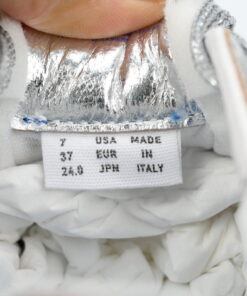 7 USA MADE
37 EUR IN
24.0 JPN ITALY